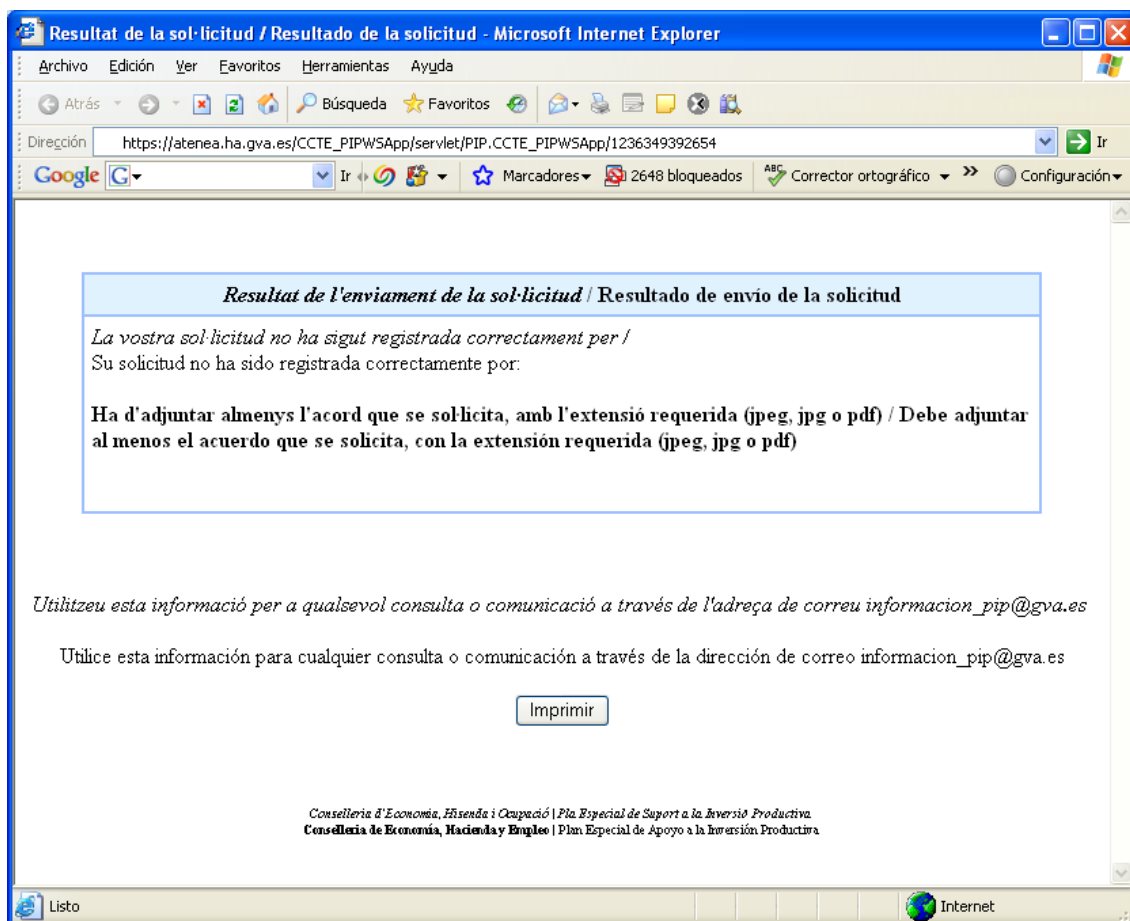 Resultat de la sol·licitud / Resultado de la solicitud - Microsoft Internet Explorer
Archivo Edición Ver Favoritos Herramientas Ayuda
Atrás Búsqueda Favoritos
Dirección https://atenea.ha.gva.es/CCTE_PIPWSApp/servlet/PIP.CCTE_PIPWSApp/1236349392654 Ir
Google G Ir Marcadores 2648 bloqueados ABC Corrector ortográfico » Configuración
Resultat de l'enviament de la sol·licitud / Resultado de envío de la solicitud
La vostra sol·licitud no ha sigut registrada correctament per /
Su solicitud no ha sido registrada correctamente por:
Ha d'adjuntar almenys l'acord que se sol·licita, amb l'extensió requerida (jpeg, jpg o pdf) / Debe adjuntar
al menos el acuerdo que se solicita, con la extensión requerida (jpeg, jpg o pdf)
Utilitzeu esta informació per a qualsevol consulta o comunicació a través de l'adreça de correu informacion_pip@gva.es
Utilice esta información para cualquier consulta o comunicación a través de la dirección de correo informacion_pip@gva.es
Imprimir
Conselleria d'Economia, Hisenda i Ocupació | Pla Especial de Suport a la Inversió Productiva
Conselleria de Economía, Hacienda y Empleo | Plan Especial de Apoyo a la Inversión Productiva
Listo Internet